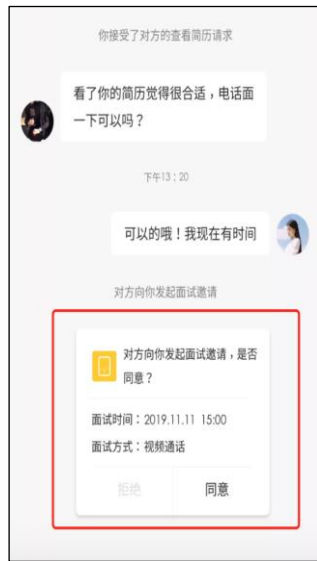 你接受了对方的查看简历请求
看了你的简历觉得很合适，电话面
一下可以吗？
下午13：20
可以的哦！我现在有时间
对方向你发起面试邀请
对方向你发起面试邀请，是否
同意？
面试时间：2019.11.11 15:00
面试方式：视频通话
拒绝
同意